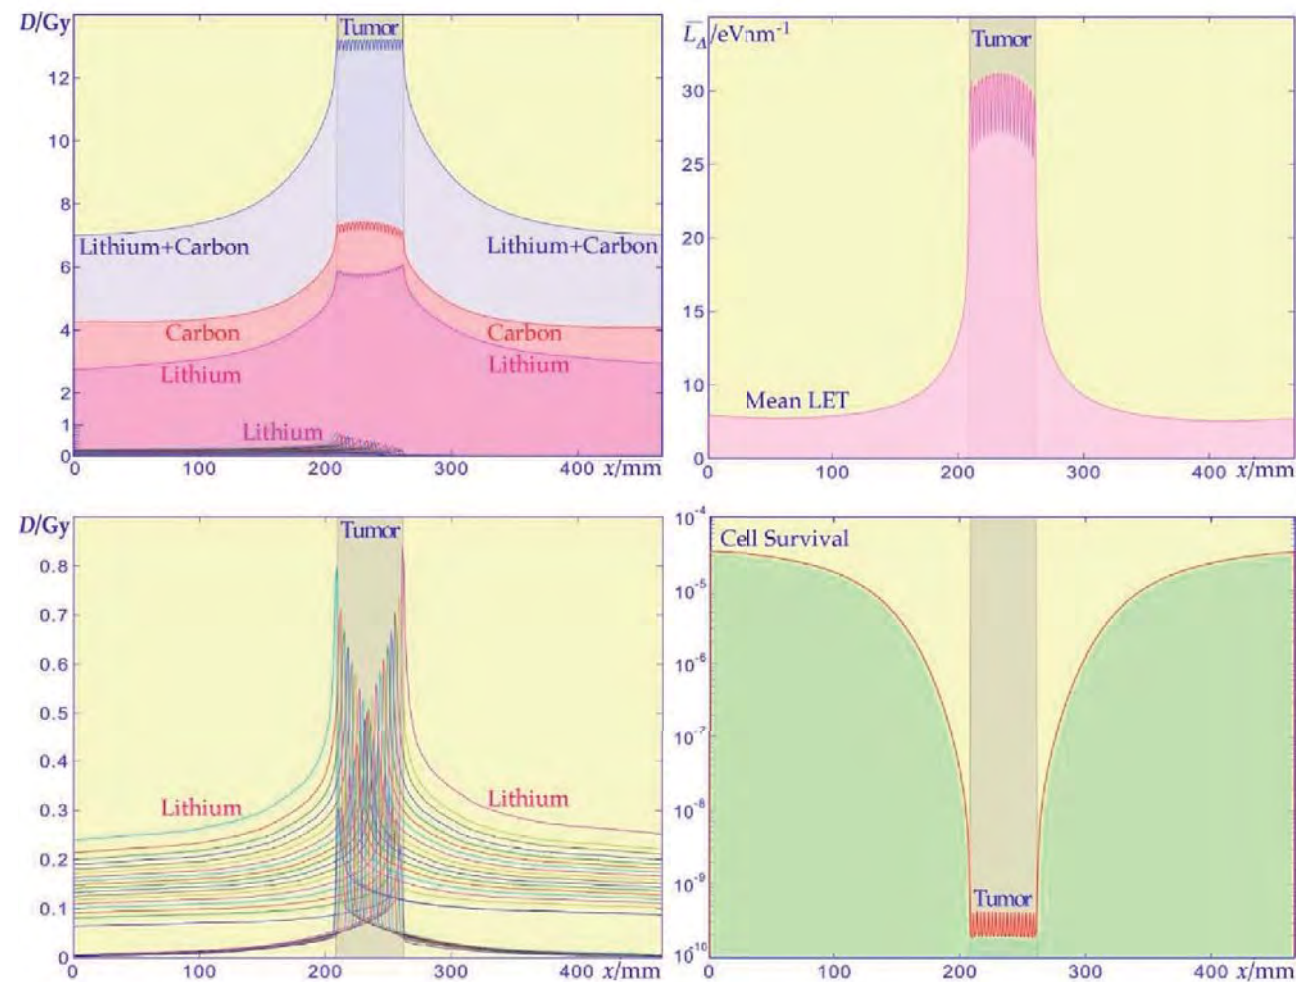 D/Gy
Tumor
12
10
8
6
4
2
1
0
Lithium+Carbon
Lithium+Carbon
Carbon
Carbon
Lithium
Lithium
Lithium
0 100 200 300 400 x/mm
L̅Δ/eVnm-1
Tumor
30
25
20
15
10
5
0
Mean LET
0 100 200 300 400 x/mm
D/Gy
Tumor
0.8
0.7
0.6
0.5
0.4
0.3
0.2
0.1
0
Lithium
Lithium
0 100 200 300 400 x/mm
10-4
Cell Survival
10-5
10-6
10-7
10-8
10-9
10-10
Tumor
0 100 200 300 400 x/mm